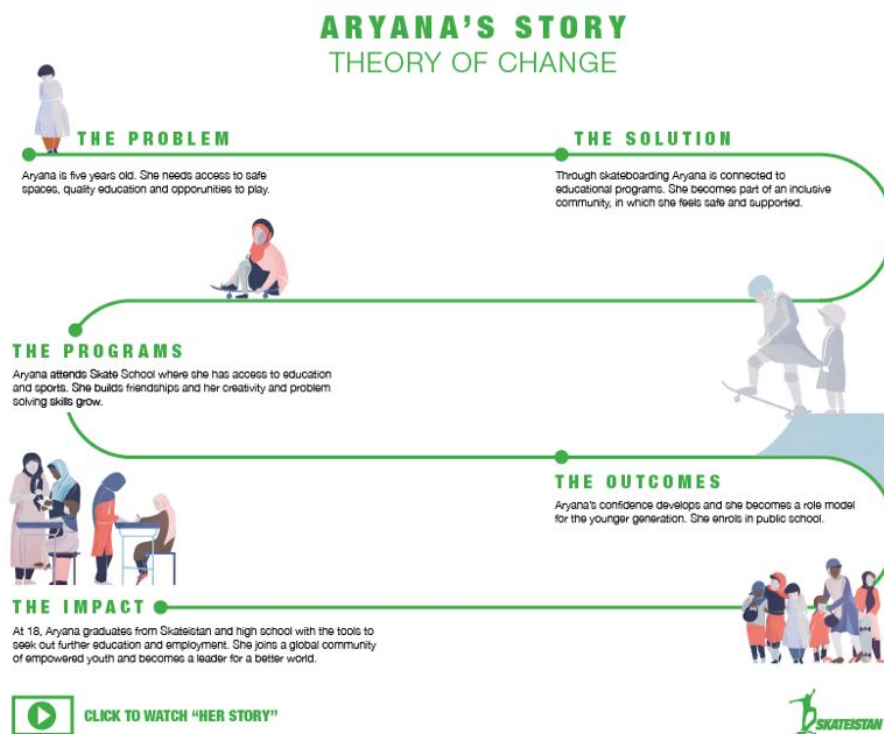 ARYANA'S STORY
THEORY OF CHANGE
THE PROBLEM
Aryana is five years old. She needs access to safe
spaces, quality education and opporunities to play.
THE SOLUTION
Through skateboarding Aryana is connected to
educational programs. She becomes part of an inclusive
community, in which she feels safe and supported.
THE PROGRAMS
Aryana attends Skate School where she has access to education
and sports. She builds friendships and her creativity and problem
solving skills grow.
THE OUTCOMES
Aryana's confidence develops and she becomes a role model
for the younger generation. She enrols in public school.
THE IMPACT
At 18, Aryana graduates from Skateistan and high school with the tools to
seek out further education and employment. She joins a global community
of empowered youth and becomes a leader for a better world.
CLICK TO WATCH "HER STORY"
SKATEISTAN